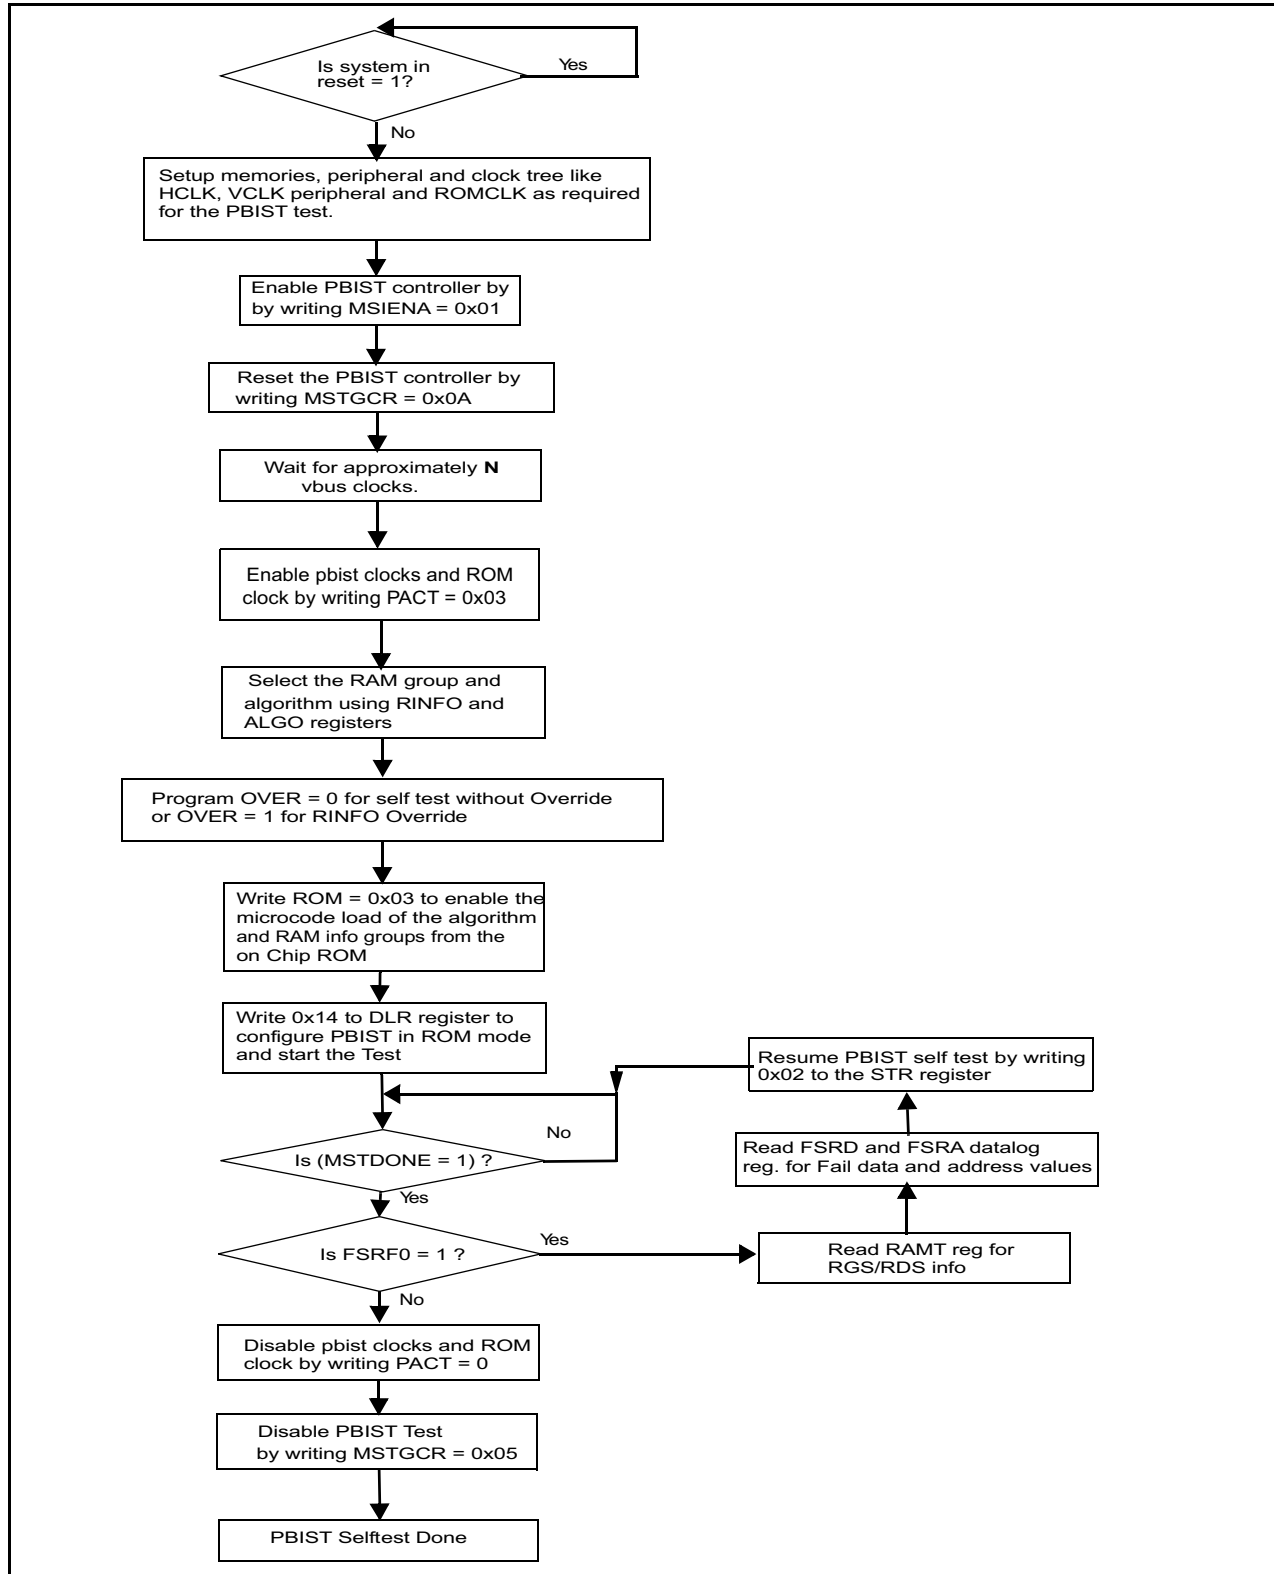 Is system in
reset = 1?
Yes
No
Setup memories, peripheral and clock tree like
HCLK, VCLK peripheral and ROMCLK as required
for the PBIST test.
Enable PBIST controller by
by writing MSIENA = 0x01
Reset the PBIST controller by
writing MSTGCR = 0x0A
Wait for approximately N
vbus clocks.
Enable pbist clocks and ROM
clock by writing PACT = 0x03
Select the RAM group and
algorithm using RINFO and
ALGO registers
Program OVER = 0 for self test without Override
or OVER = 1 for RINFO Override
Write ROM = 0x03 to enable the
microcode load of the algorithm
and RAM info groups from the
on Chip ROM
Write 0x14 to DLR register to
configure PBIST in ROM mode
and start the Test
Is (MSTDONE = 1) ?
No
Yes
Is FSRF0 = 1 ?
Yes
Read RAMT reg for
RGS/RDS info
Read FSRD and FSRA datalog
reg. for Fail data and address values
Resume PBIST self test by writing
0x02 to the STR register
No
Disable pbist clocks and ROM
clock by writing PACT = 0
Disable PBIST Test
by writing MSTGCR = 0x05
PBIST Selftest Done